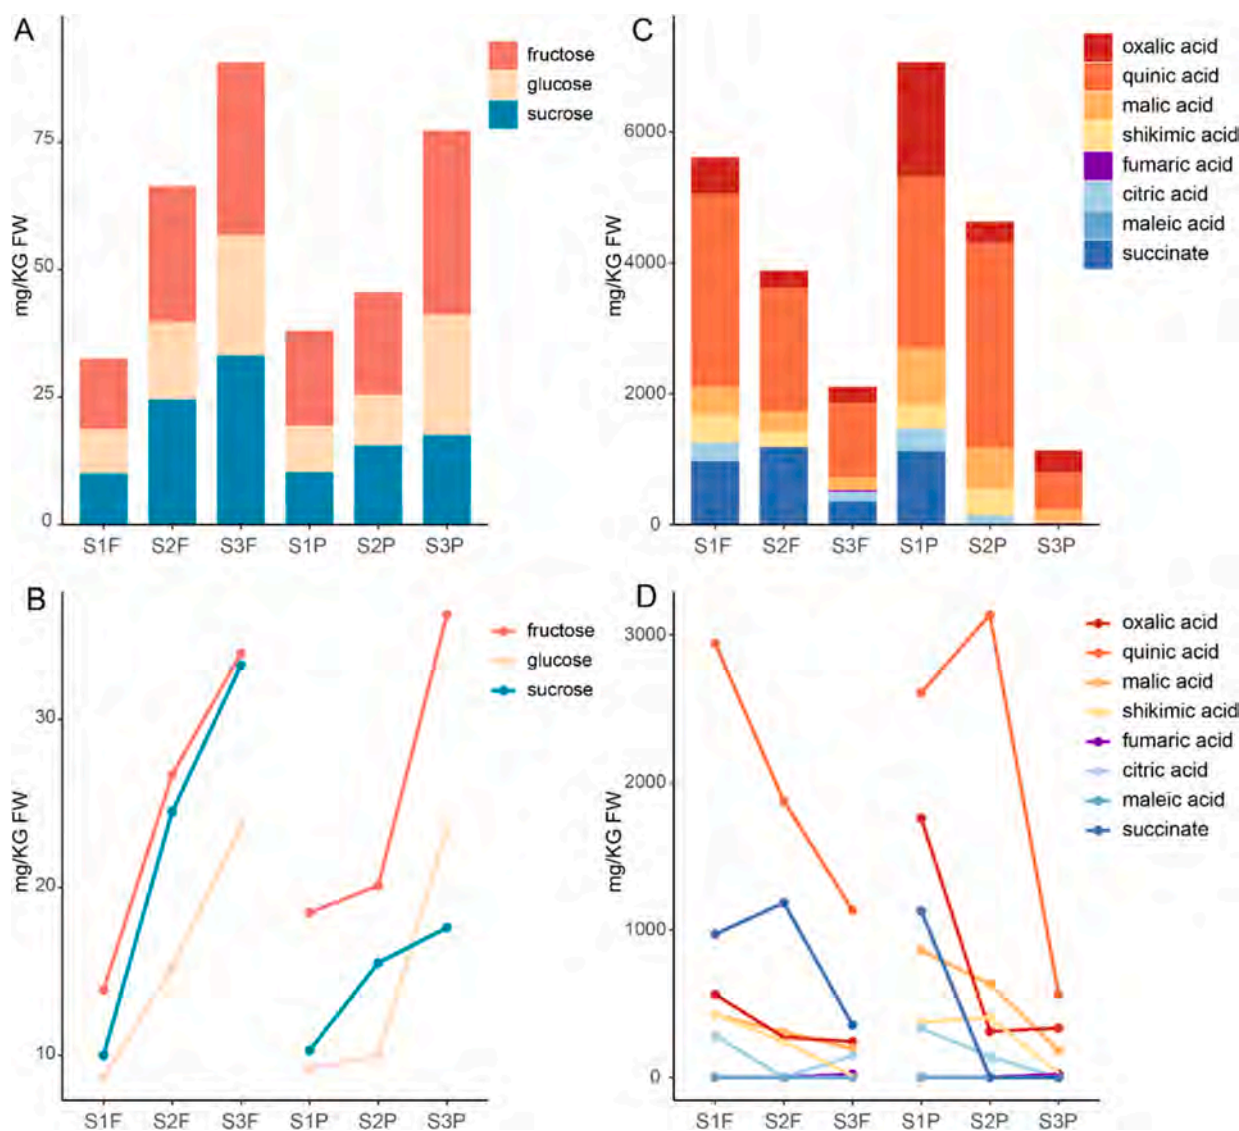 A
fructose
glucose
sucrose
mg/KG FW
75
50
25
0
S1F S2F S3F S1P S2P S3P
C
oxalic acid
quinic acid
malic acid
shikimic acid
fumaric acid
citric acid
maleic acid
succinate
mg/KG FW
6000
4000
2000
0
S1F S2F S3F S1P S2P S3P
B
fructose
glucose
sucrose
mg/KG FW
30
20
10
S1F S2F S3F S1P S2P S3P
D
oxalic acid
quinic acid
malic acid
shikimic acid
fumaric acid
citric acid
maleic acid
succinate
mg/KG FW
3000
2000
1000
0
S1F S2F S3F S1P S2P S3P